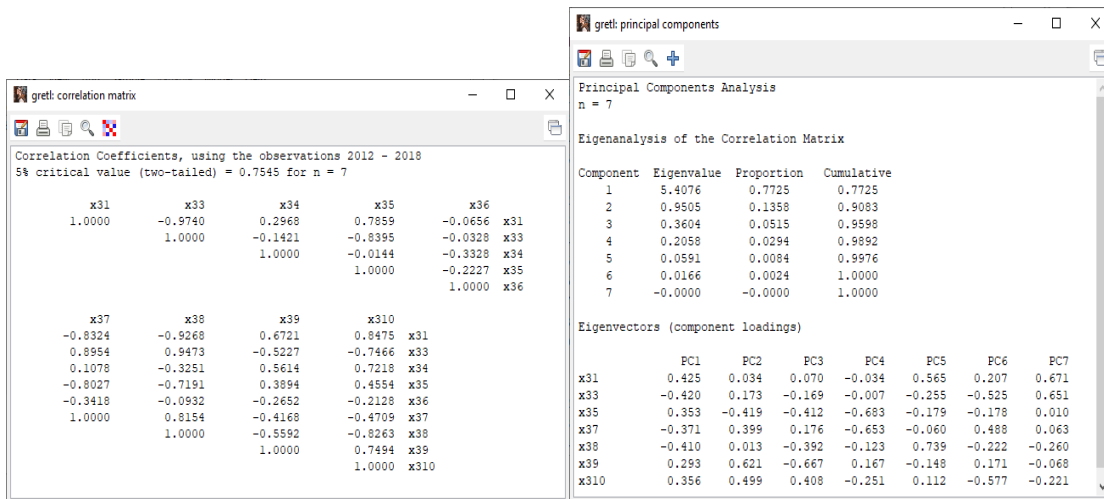 gretl: correlation matrix
Correlation Coefficients, using the observations 2012 - 2018
5% critical value (two-tailed) = 0.7545 for n = 7
x31 x33 x34 x35 x36
1.0000 -0.9740 0.2968 0.7859 -0.0656 x31
1.0000 -0.1421 -0.8395 -0.0328 x33
1.0000 -0.0144 -0.3328 x34
1.0000 -0.2227 x35
1.0000 x36
x37 x38 x39 x310
-0.8324 -0.9268 0.6721 0.8475 x31
0.8954 0.9473 -0.5227 -0.7466 x33
0.1078 -0.3251 0.5614 0.7218 x34
-0.8027 -0.7191 0.3894 0.4554 x35
-0.3418 -0.0932 -0.2652 -0.2128 x36
1.0000 0.8154 -0.4168 -0.4709 x37
1.0000 -0.5592 -0.8263 x38
1.0000 0.7494 x39
1.0000 x310
gretl: principal components
Principal Components Analysis
n = 7
Eigenanalysis of the Correlation Matrix
Component Eigenvalue Proportion Cumulative
1 5.4076 0.7725 0.7725
2 0.9505 0.1358 0.9083
3 0.3604 0.0515 0.9598
4 0.2058 0.0294 0.9892
5 0.0591 0.0084 0.9976
6 0.0166 0.0024 1.0000
7 -0.0000 -0.0000 1.0000
Eigenvectors (component loadings)
PC1 PC2 PC3 PC4 PC5 PC6 PC7
x31 0.425 0.034 0.070 -0.034 0.565 0.207 0.671
x33 -0.420 0.173 -0.169 -0.007 -0.255 -0.525 0.651
x35 0.353 -0.419 -0.412 -0.683 -0.179 -0.178 0.010
x37 -0.371 0.399 0.176 -0.653 -0.060 0.488 0.063
x38 -0.410 0.013 -0.392 -0.123 0.739 -0.222 -0.260
x39 0.293 0.621 -0.667 0.167 -0.148 0.171 -0.068
x310 0.356 0.499 0.408 -0.251 0.112 -0.577 -0.221